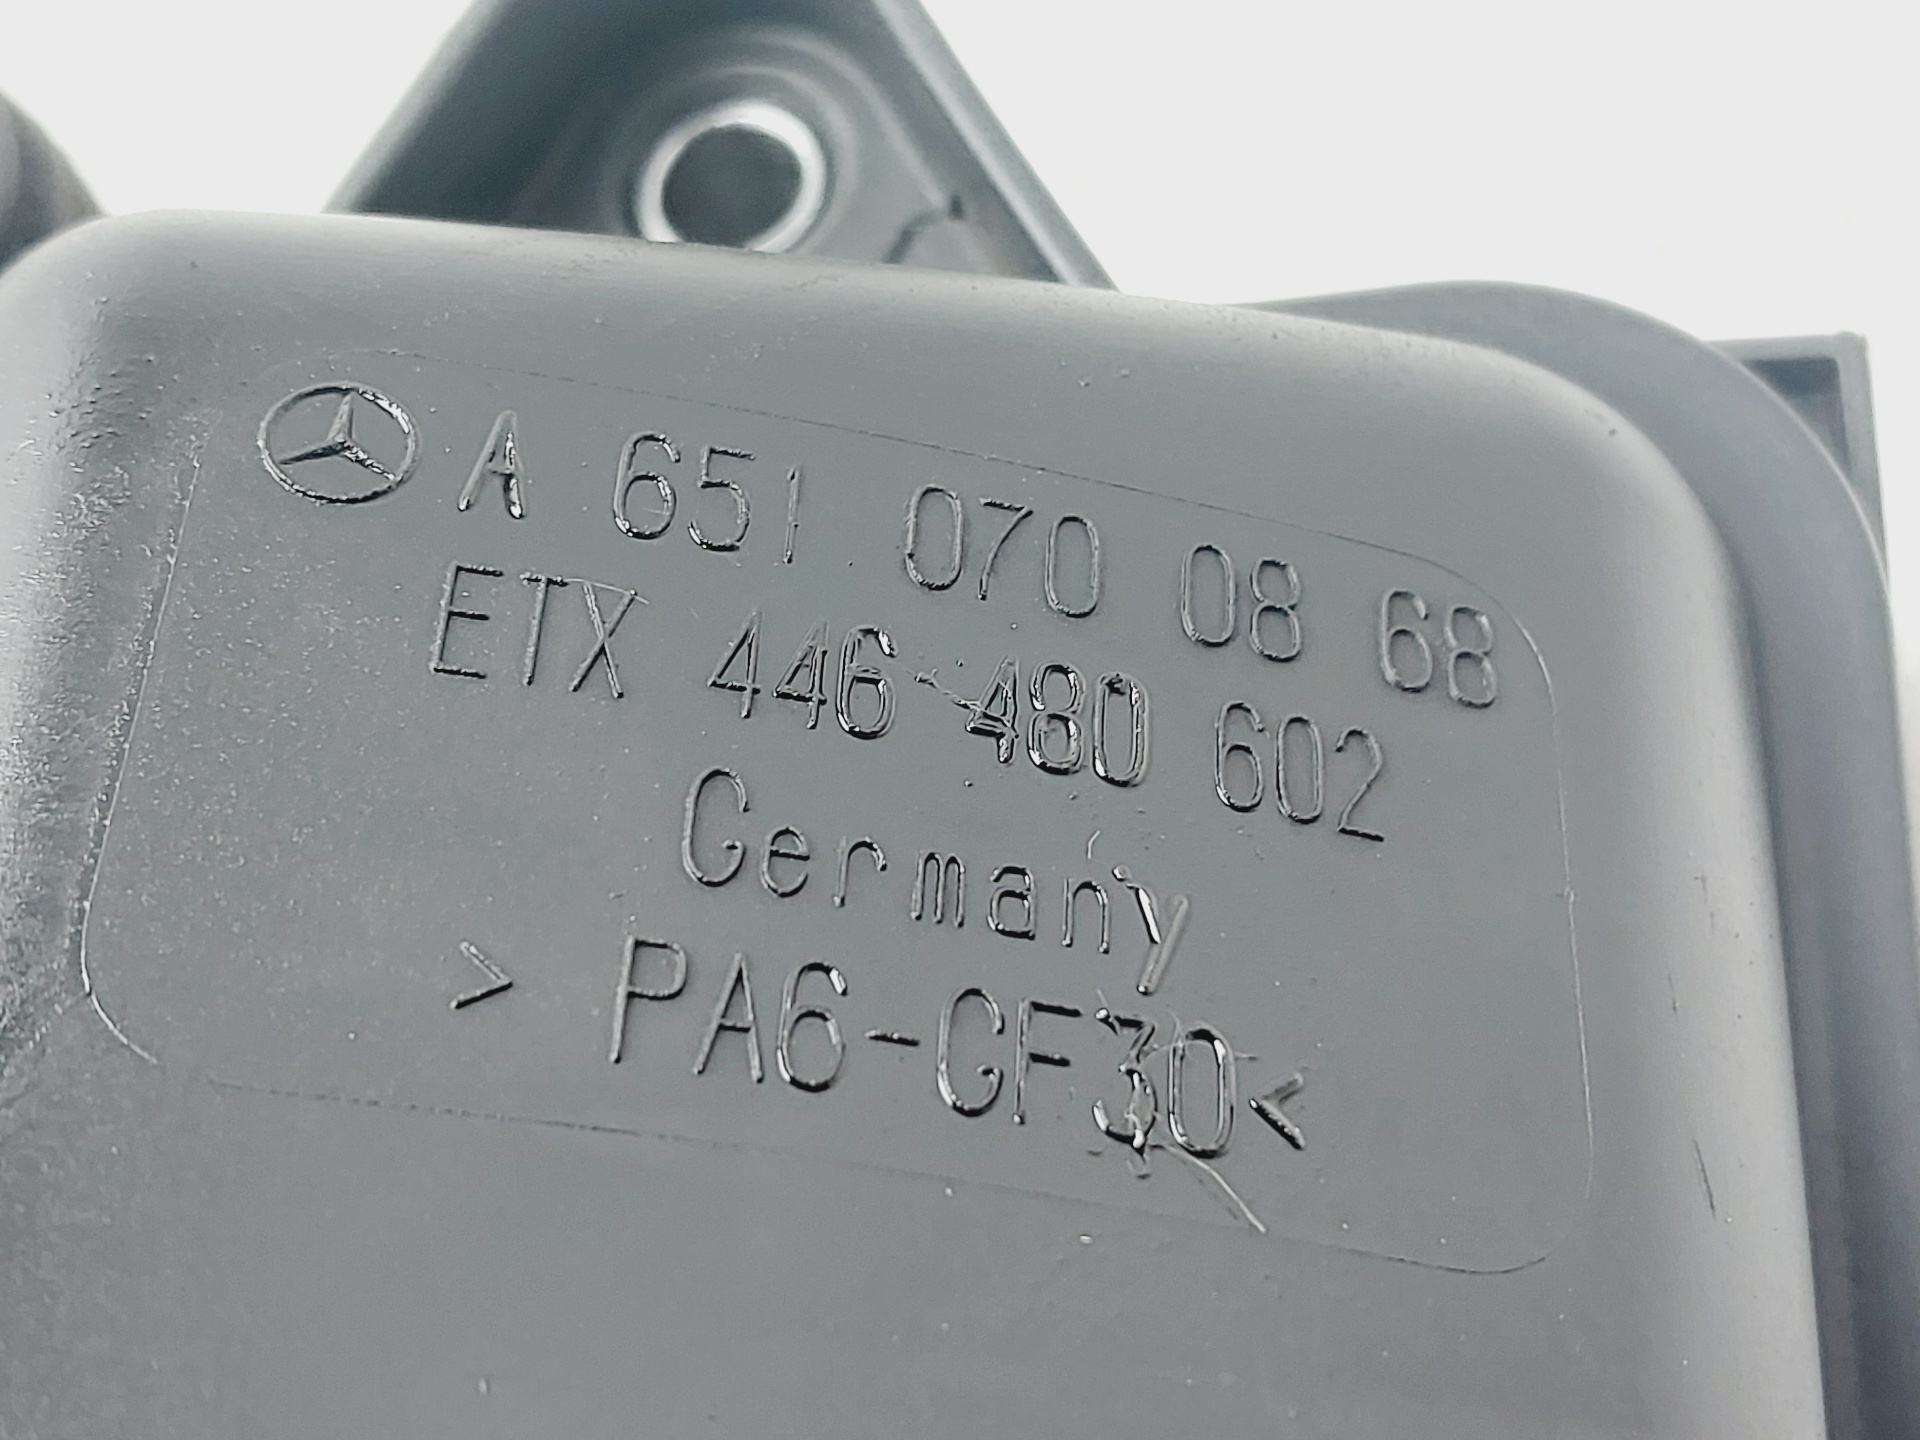 A 651 070 08 68
ETX 446 480 602
Germany
> PA6-GF30<